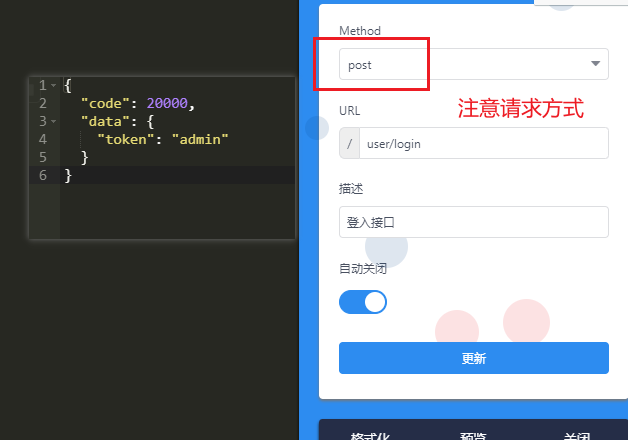 1 {
2 "code": 20000,
3 "data": {
4 "token": "admin"
5 }
6 }
Method
post
注意请求方式
URL
/ user/login
描述
登入接口
自动关闭
更新
格式化 预览 关闭